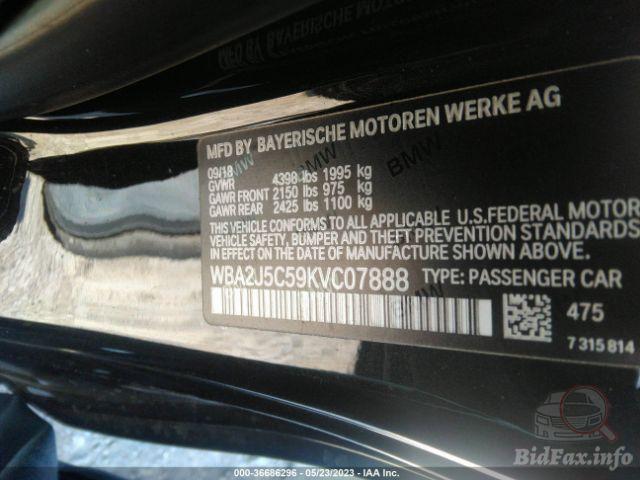 MFD BY BAYERISCHE MOTOREN WERKE AG
09/18
GVWR 4398 lbs 1995 kg
GAWR FRONT 2150 lbs 975 kg
GAWR REAR 2425 lbs 1100 kg
BMW BMW
THIS VEHICLE CONFORMS TO ALL APPLICABLE U.S.FEDERAL MOTOR
VEHICLE SAFETY, BUMPER AND THEFT PREVENTION STANDARDS
IN EFFECT ON THE DATE OF MANUFACTURE SHOWN ABOVE.
WBA2J5C59KVC07888 TYPE: PASSENGER CAR
475
7 315 814
BidFax.info
000-36686296 - 05/23/2023 - IAA Inc.